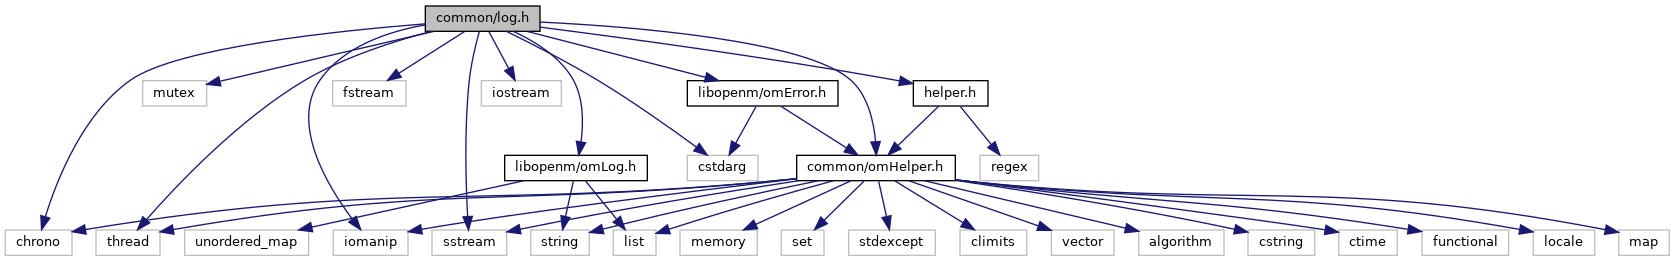 common/log.h
mutex
fstream
iostream
libopenm/omError.h
helper.h
libopenm/omLog.h
cstdarg
common/omHelper.h
regex
chrono
thread
unordered_map
iomanip
sstream
string
list
memory
set
stdexcept
climits
vector
algorithm
cstring
ctime
functional
locale
map